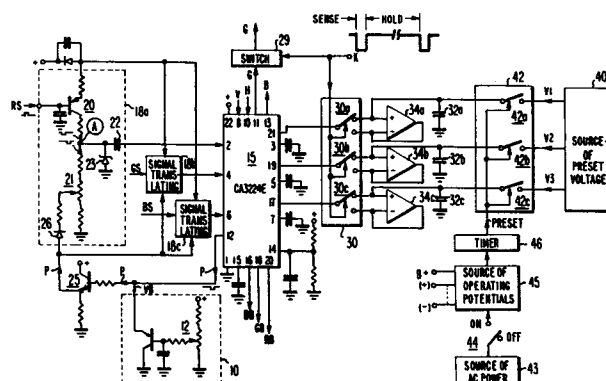 SENSE HOLD
G
SWITCH
29
K
G
V H B
22 8 10 11 13
21
RS
20
A
22
18a
23
21
26
2
4
6
12
15
CA3224E
3
19
5
17
7
14
1 15 16 18 20
GS
SIGNAL TRANS LATING
18b
BS
SIGNAL TRANS LATING
18c
P
P
P
25
12
10
30a
30b
30c
30
34a
34b
34c
32a
32b
32c
42
42a
42b
42c
V1
V2
V3
40
SOURCE OF PRESET VOLTAGE
PRESET
TIMER
46
B+
(+)
(-)
SOURCE OF OPERATING POTENTIALS
45
ON
OFF
44
43
SOURCE OF AC POWER